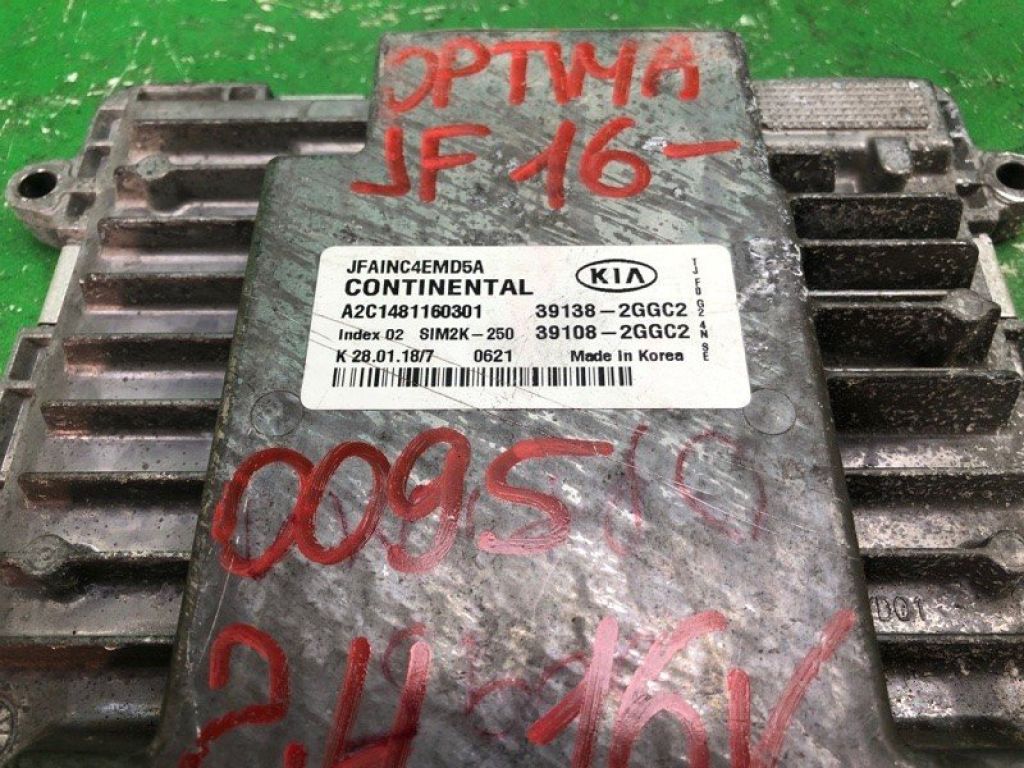 OPTIMA
JF 16-
JFAINC4EMD5A
KIA
CONTINENTAL
A2C1481160301 39138-2GGC2
Index 02 SIM2K-250 39108-2GGC2
K 28.01.18/7 0621 Made in Korea
0095
2,4 16V
D01